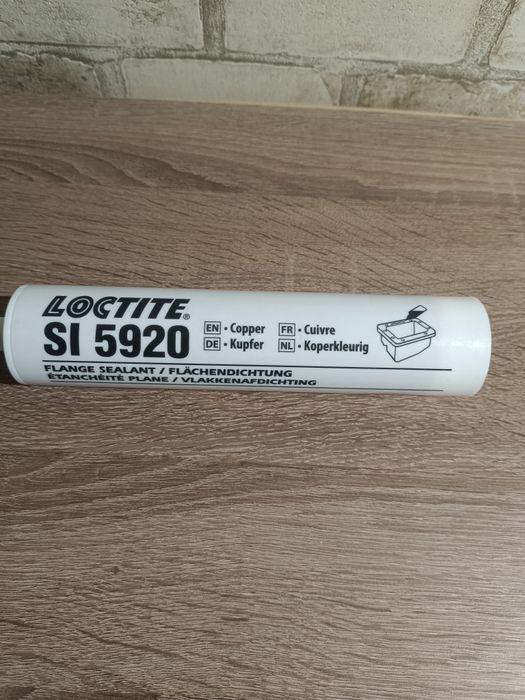 LOCTITE®
SI 5920
EN • Copper FR • Cuivre
DE • Kupfer NL • Koperkleurig
FLANGE SEALANT / FLÄCHENDICHTUNG
ÉTANCHÉITÉ PLANE / VLAKKENAFDICHTING